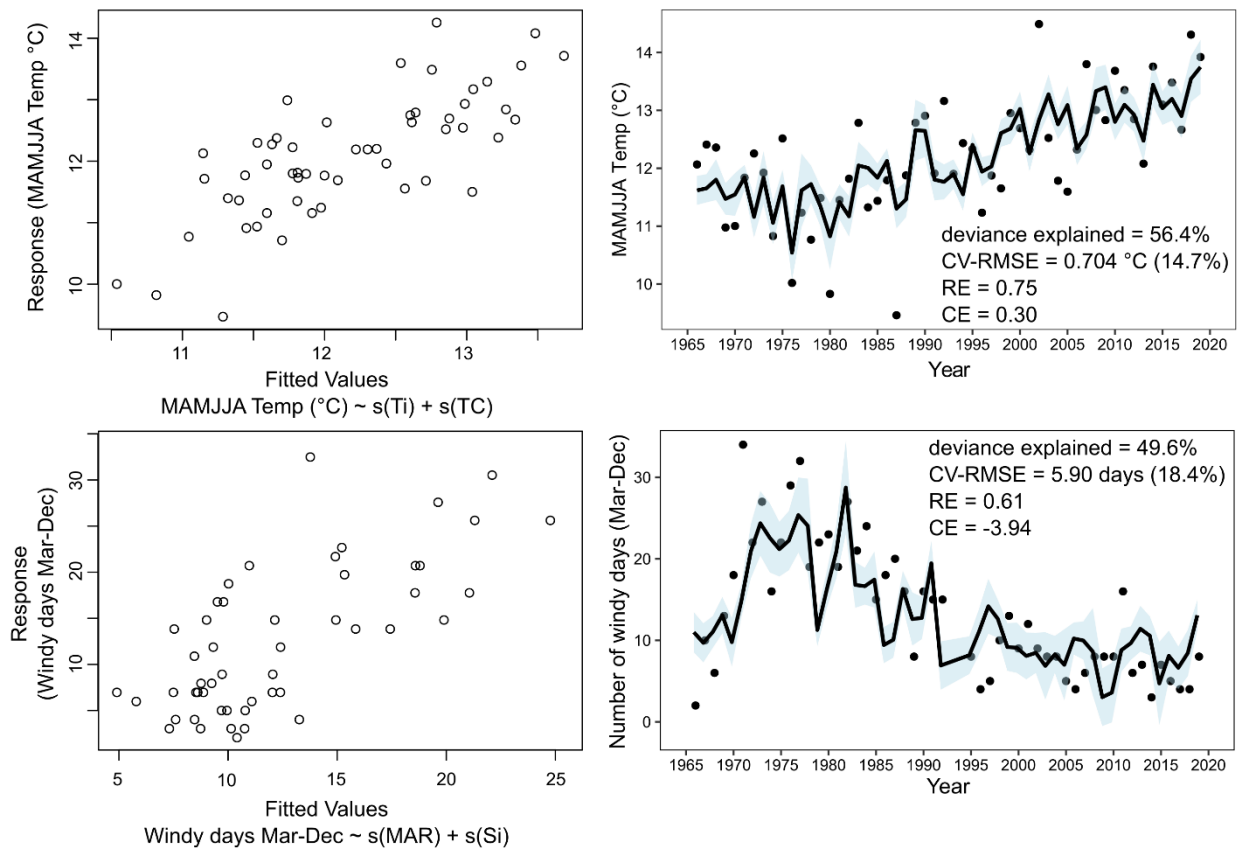 Response (MAMJJA Temp °C)
14
12
10
11
12
13
Fitted Values
MAMJJA Temp (°C) ~ s(Ti) + s(TC)
MAMJJA Temp (°C)
14
13
12
11
10
deviance explained = 56.4%
CV-RMSE = 0.704 °C (14.7%)
RE = 0.75
CE = 0.30
1965
1970
1975
1980
1985
1990
1995
2000
2005
2010
2015
2020
Year
Response
(Windy days Mar-Dec)
30
20
10
5
10
15
20
25
Fitted Values
Windy days Mar-Dec ~ s(MAR) + s(Si)
Number of windy days (Mar-Dec)
30
20
10
0
deviance explained = 49.6%
CV-RMSE = 5.90 days (18.4%)
RE = 0.61
CE = -3.94
1965
1970
1975
1980
1985
1990
1995
2000
2005
2010
2015
2020
Year